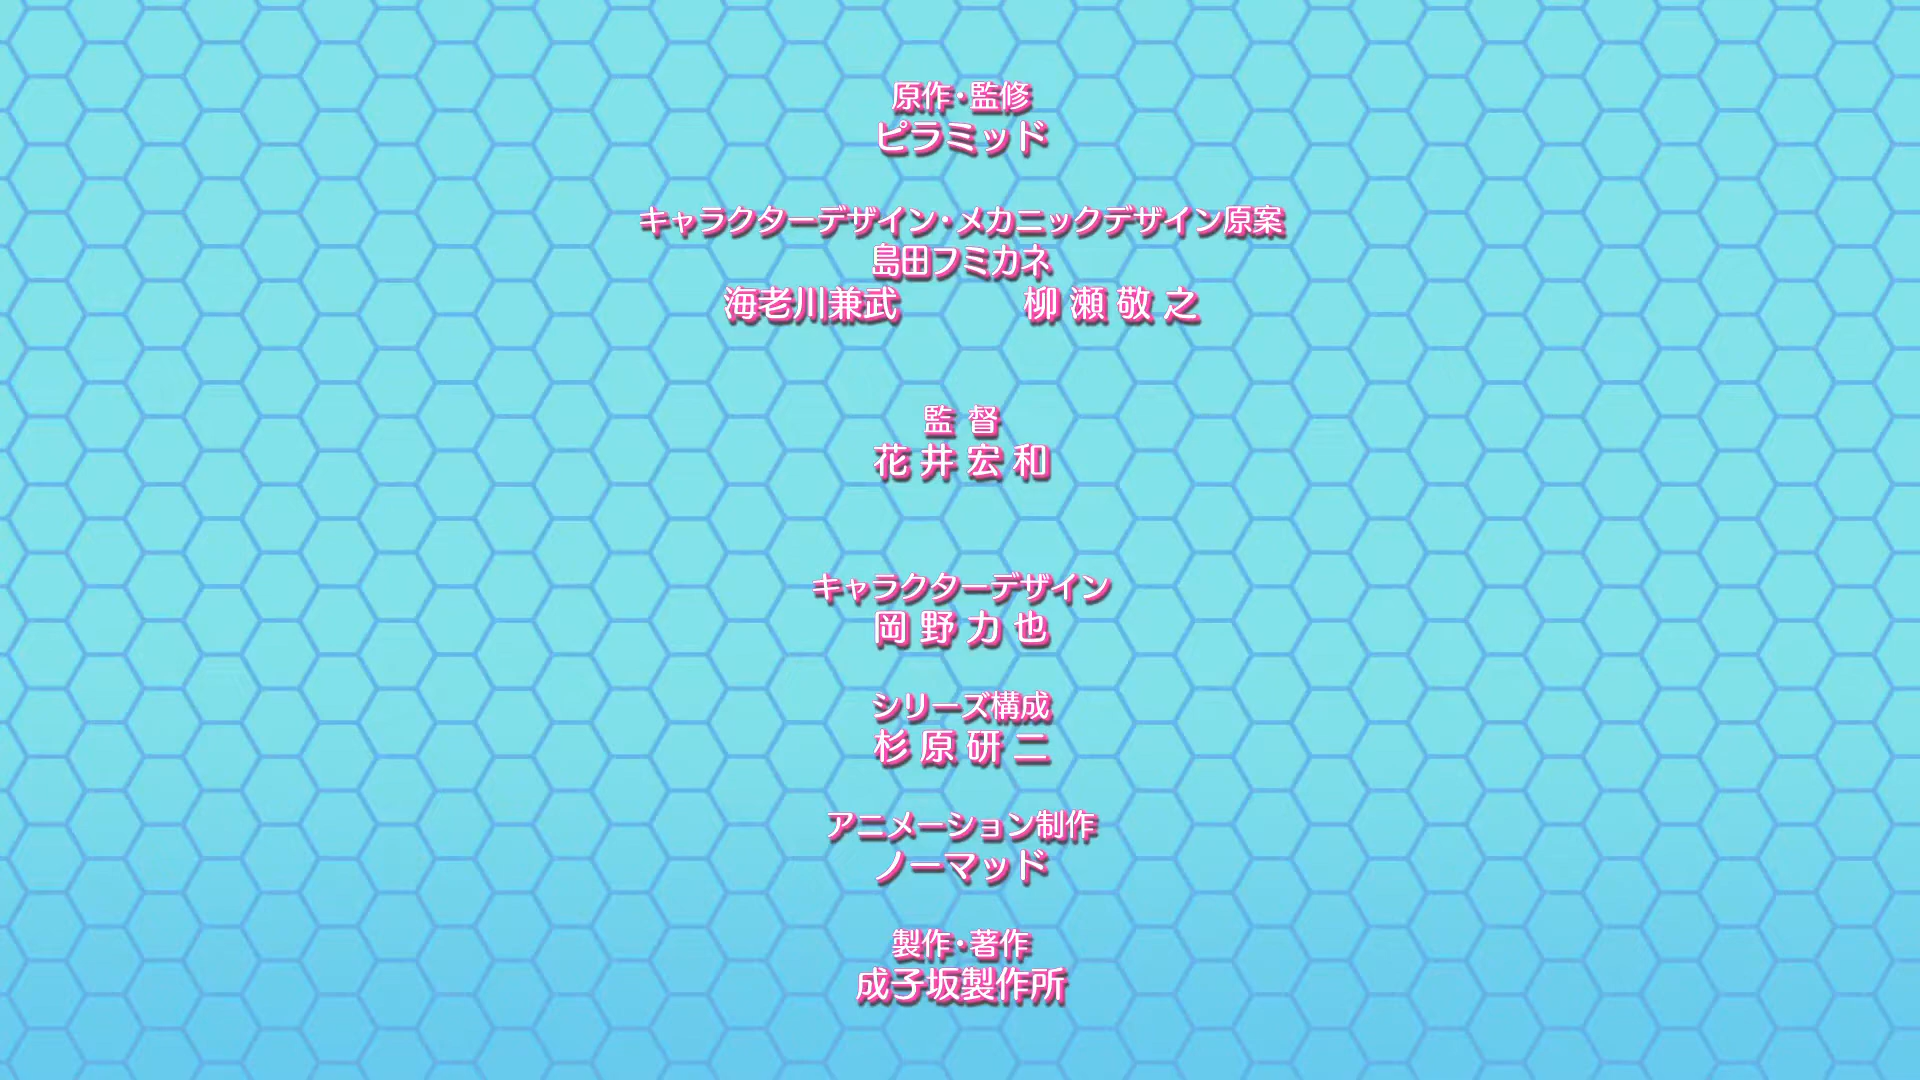 原作・監修
ピラミッド
キャラクターデザイン・メカニックデザイン原案
島田フミカネ
海老川兼武 柳瀬敬之
監督
花井宏和
キャラクターデザイン
岡野力也
シリーズ構成
杉原研二
アニメーション制作
ノーマッド
製作・著作
成子坂製作所